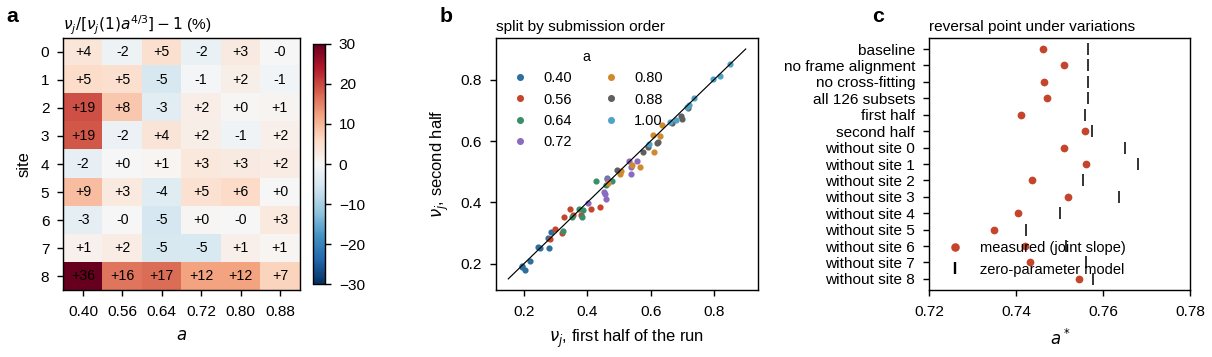 a
ν_j/[ν_j(1)a^{4/3}] − 1 (%)
site
0 +4 -2 +5 -2 +3 -0
1 +5 +5 -5 -1 +2 -1
2 +19 +8 -3 +2 +0 +1
3 +19 -2 +4 +2 -1 +2
4 -2 +0 +1 +3 +3 +2
5 +9 +3 -4 +5 +6 +0
6 -3 -0 -5 +0 -0 +3
7 +1 +2 -5 -5 +1 +1
8 +36 +16 +17 +12 +12 +7
0.40 0.56 0.64 0.72 0.80 0.88
a
30
20
10
0
−10
−20
−30
b
split by submission order
ν_j, second half
0.8
0.6
0.4
0.2
a
0.40 0.80
0.56 0.88
0.64 1.00
0.72
0.2 0.4 0.6 0.8
ν_j, first half of the run
c
reversal point under variations
baseline
no frame alignment
no cross-fitting
all 126 subsets
first half
second half
without site 0
without site 1
without site 2
without site 3
without site 4
without site 5
without site 6
without site 7
without site 8
measured (joint slope)
zero-parameter model
0.72 0.74 0.76 0.78
a*